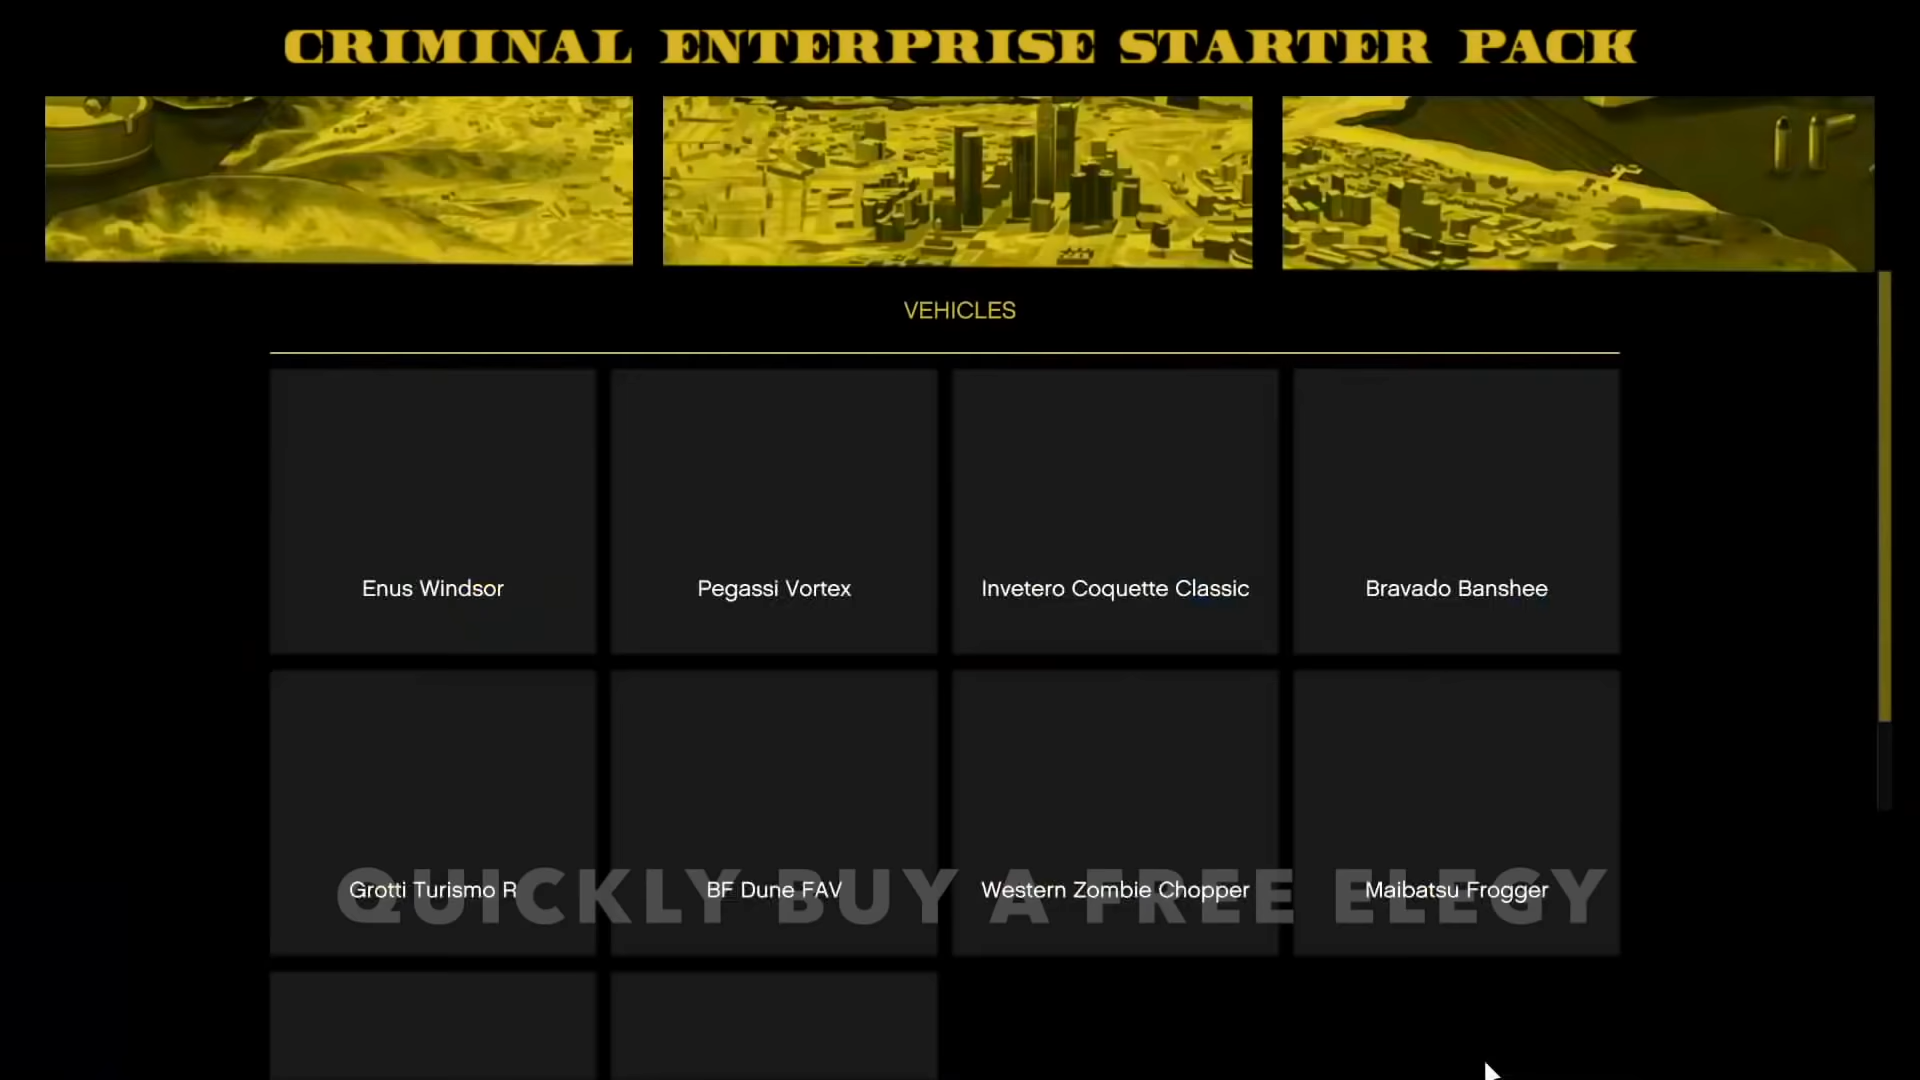 CRIMINAL ENTERPRISE STARTER PACK
VEHICLES
Enus Windsor
Pegassi Vortex
Invetero Coquette Classic
Bravado Banshee
Grotti Turismo R
BF Dune FAV
Western Zombie Chopper
Maibatsu Frogger
QUICKLY BUY A FREE ELEGY